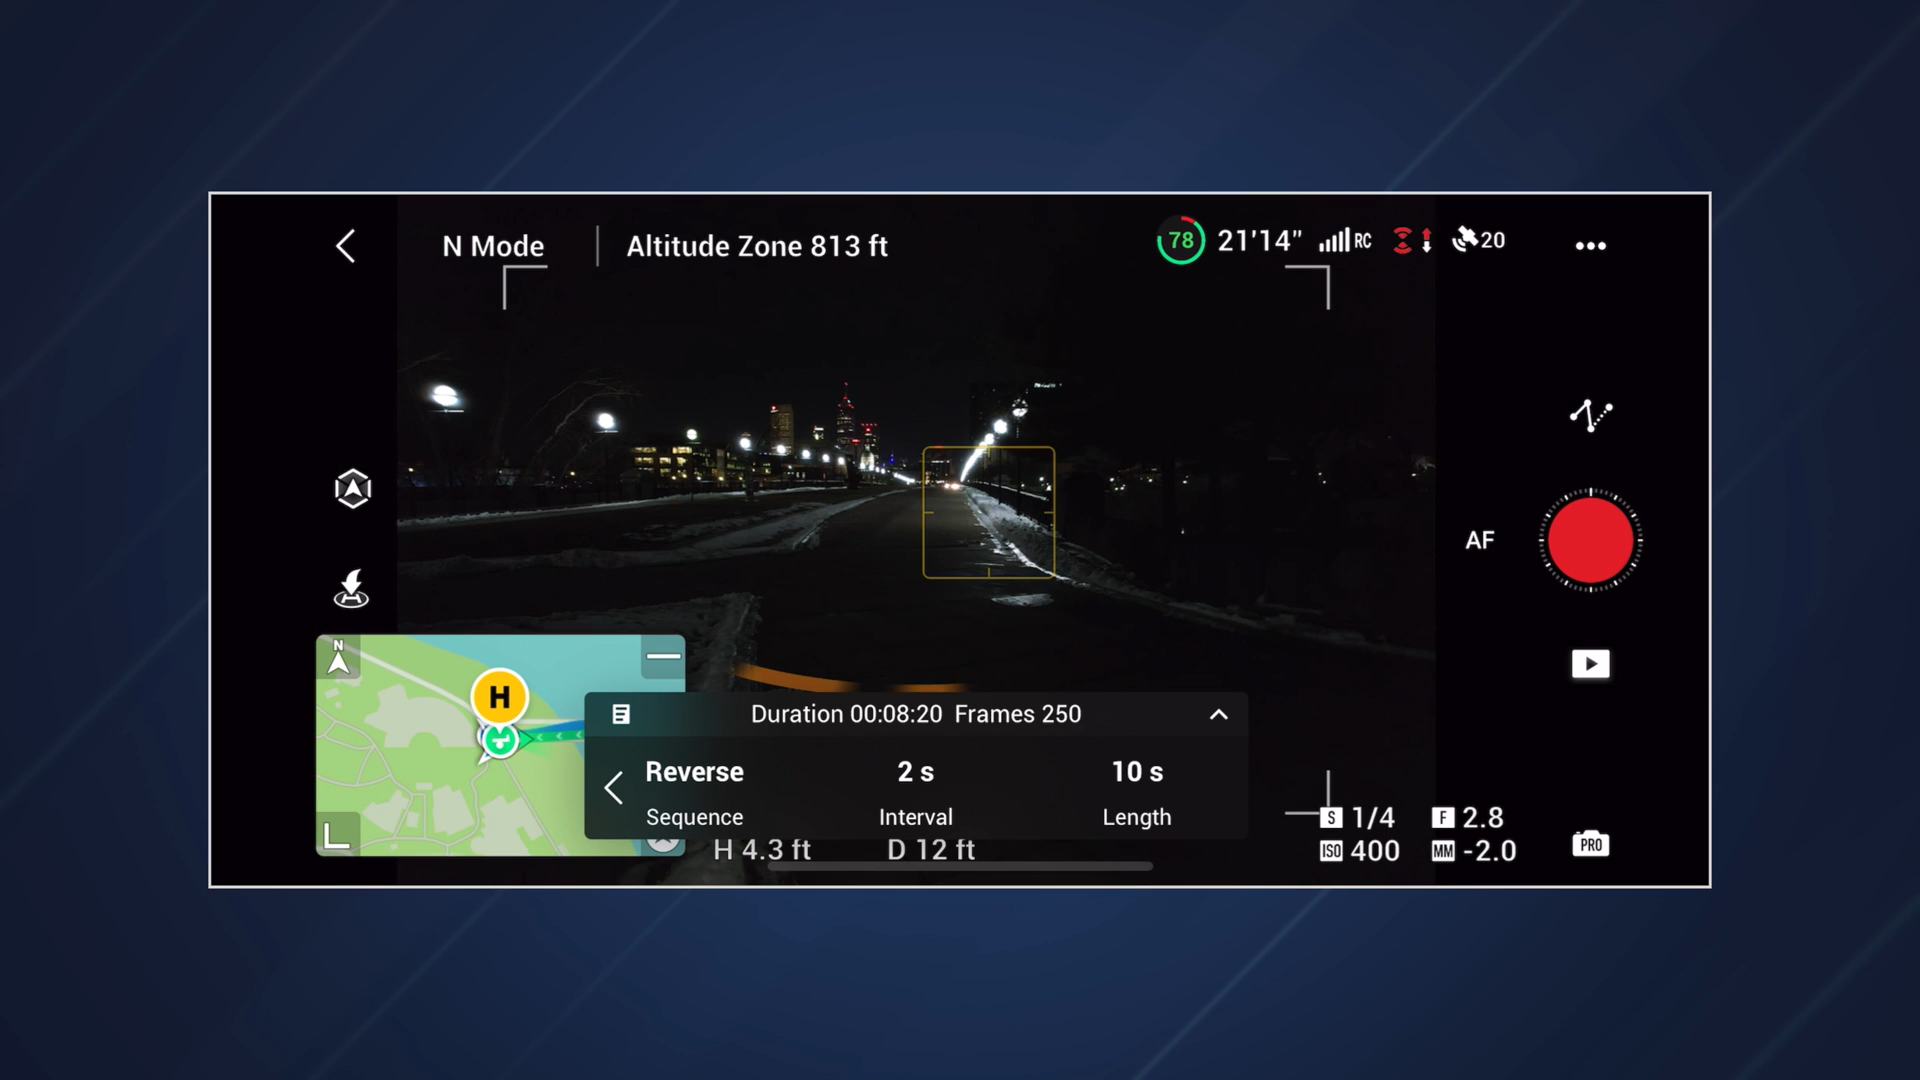 N Mode
Altitude Zone 813 ft
78 21'14" RC 20
AF
N
H
Duration 00:08:20 Frames 250
Reverse 2 s 10 s
Sequence Interval Length
H 4.3 ft D 12 ft
S 1/4 F 2.8
ISO 400 MM -2.0
PRO